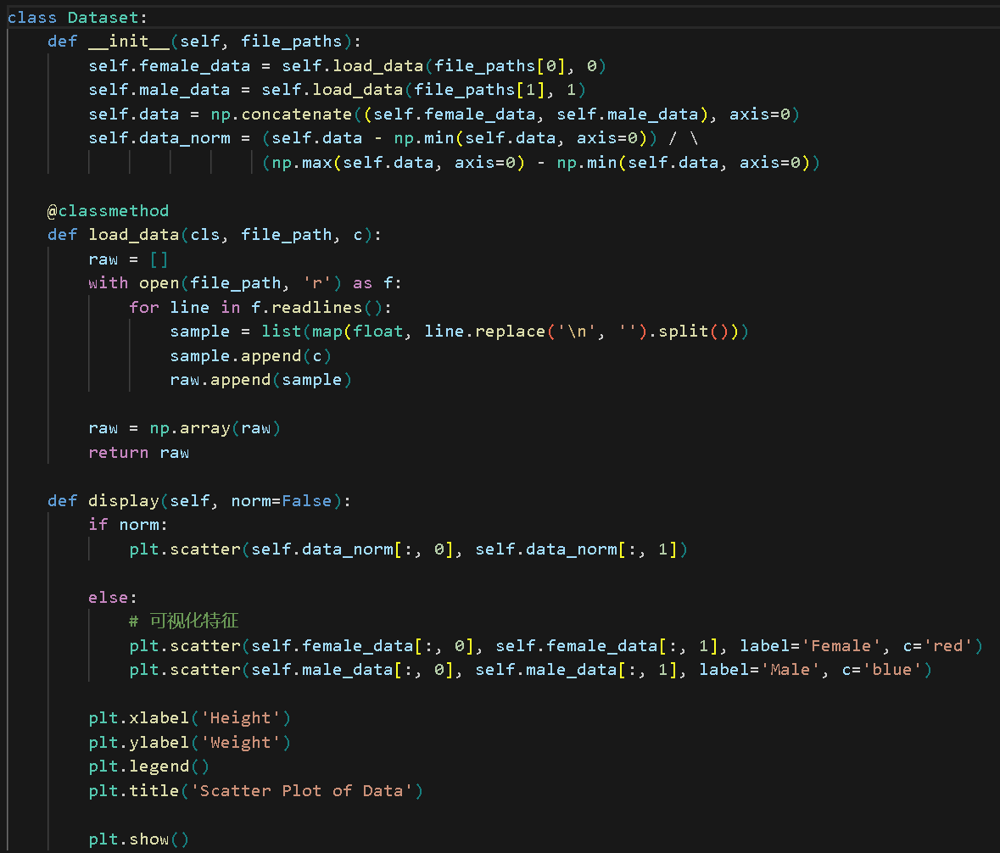 class Dataset:
    def __init__(self, file_paths):
        self.female_data = self.load_data(file_paths[0], 0)
        self.male_data = self.load_data(file_paths[1], 1)
        self.data = np.concatenate((self.female_data, self.male_data), axis=0)
        self.data_norm = (self.data - np.min(self.data, axis=0)) / \
                         (np.max(self.data, axis=0) - np.min(self.data, axis=0))

    @classmethod
    def load_data(cls, file_path, c):
        raw = []
        with open(file_path, 'r') as f:
            for line in f.readlines():
                sample = list(map(float, line.replace('\n', '').split()))
                sample.append(c)
                raw.append(sample)

        raw = np.array(raw)
        return raw

    def display(self, norm=False):
        if norm:
            plt.scatter(self.data_norm[:, 0], self.data_norm[:, 1])

        else:
            # 可视化特征
            plt.scatter(self.female_data[:, 0], self.female_data[:, 1], label='Female', c='red')
            plt.scatter(self.male_data[:, 0], self.male_data[:, 1], label='Male', c='blue')

        plt.xlabel('Height')
        plt.ylabel('Weight')
        plt.legend()
        plt.title('Scatter Plot of Data')

        plt.show()